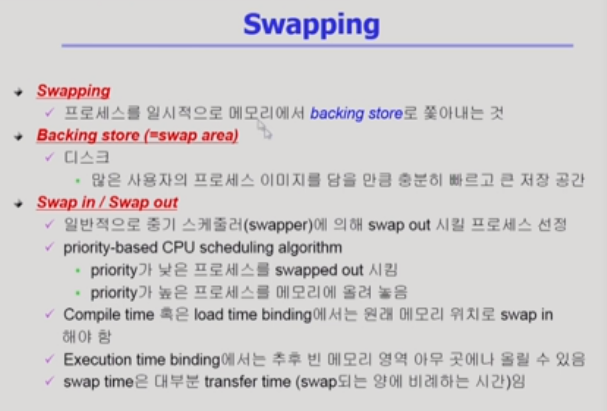 Swapping
Swapping
프로세스를 일시적으로 메모리에서 backing store로 쫓아내는 것
Backing store (=swap area)
디스크
많은 사용자의 프로세스 이미지를 담을 만큼 충분히 빠르고 큰 저장 공간
Swap in / Swap out
일반적으로 중기 스케줄러(swapper)에 의해 swap out 시킬 프로세스 선정
priority-based CPU scheduling algorithm
priority가 낮은 프로세스를 swapped out 시킴
priority가 높은 프로세스를 메모리에 올려 놓음
Compile time 혹은 load time binding에서는 원래 메모리 위치로 swap in
해야 함
Execution time binding에서는 추후 빈 메모리 영역 아무 곳에나 올릴 수 있음
swap time은 대부분 transfer time (swap되는 양에 비례하는 시간)임